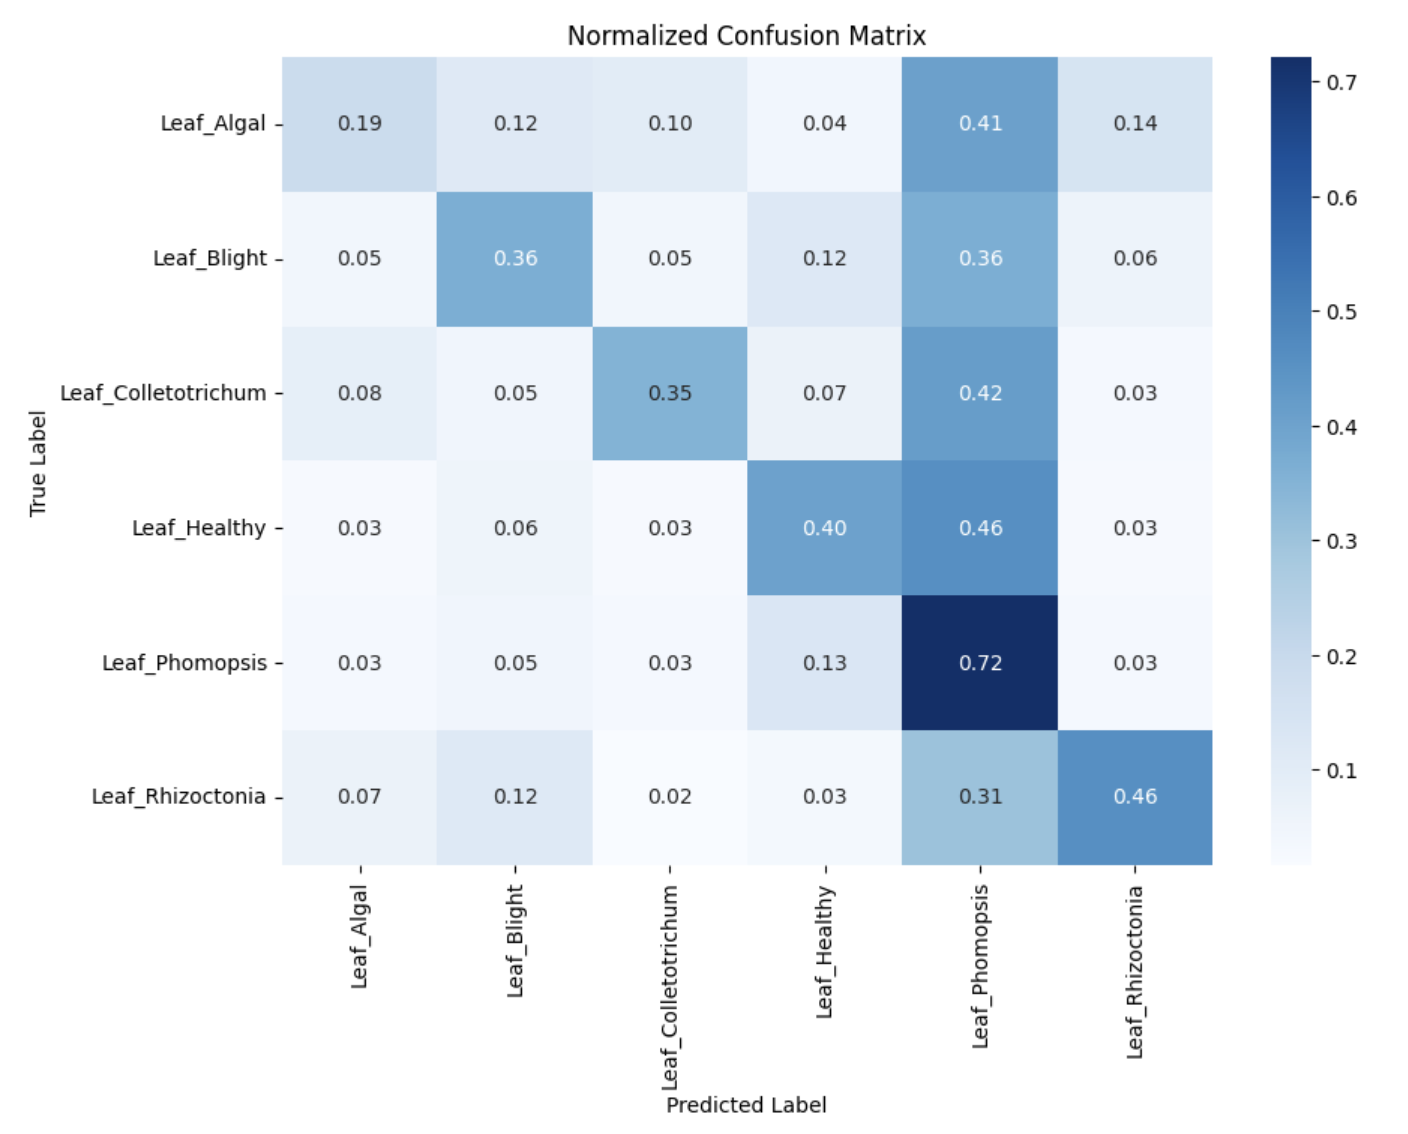 Normalized Confusion Matrix
Leaf_Algal 0.19 0.12 0.10 0.04 0.41 0.14
Leaf_Blight 0.05 0.36 0.05 0.12 0.36 0.06
Leaf_Colletotrichum 0.08 0.05 0.35 0.07 0.42 0.03
Leaf_Healthy 0.03 0.06 0.03 0.40 0.46 0.03
Leaf_Phomopsis 0.03 0.05 0.03 0.13 0.72 0.03
Leaf_Rhizoctonia 0.07 0.12 0.02 0.03 0.31 0.46
True Label
Leaf_Algal
Leaf_Blight
Leaf_Colletotrichum
Leaf_Healthy
Leaf_Phomopsis
Leaf_Rhizoctonia
Predicted Label
0.7
0.6
0.5
0.4
0.3
0.2
0.1